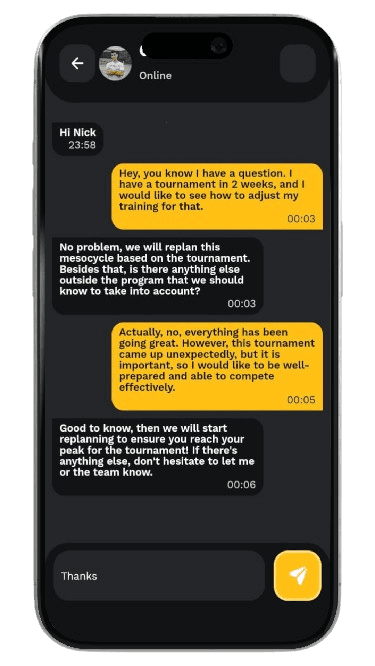 Online
Hi Nick
23:58
Hey, you know I have a question. I
have a tournament in 2 weeks, and I
would like to see how to adjust my
training for that.
00:03
No problem, we will replan this
mesocycle based on the tournament.
Besides that, is there anything else
outside the program that we should
know to take into account?
00:03
Actually, no, everything has been
going great. However, this tournament
came up unexpectedly, but it is
important, so I would like to be well-
prepared and able to compete
effectively.
00:05
Good to know, then we will start
replanning to ensure you reach your
peak for the tournament! If there's
anything else, don't hesitate to let me
or the team know.
00:06
Thanks